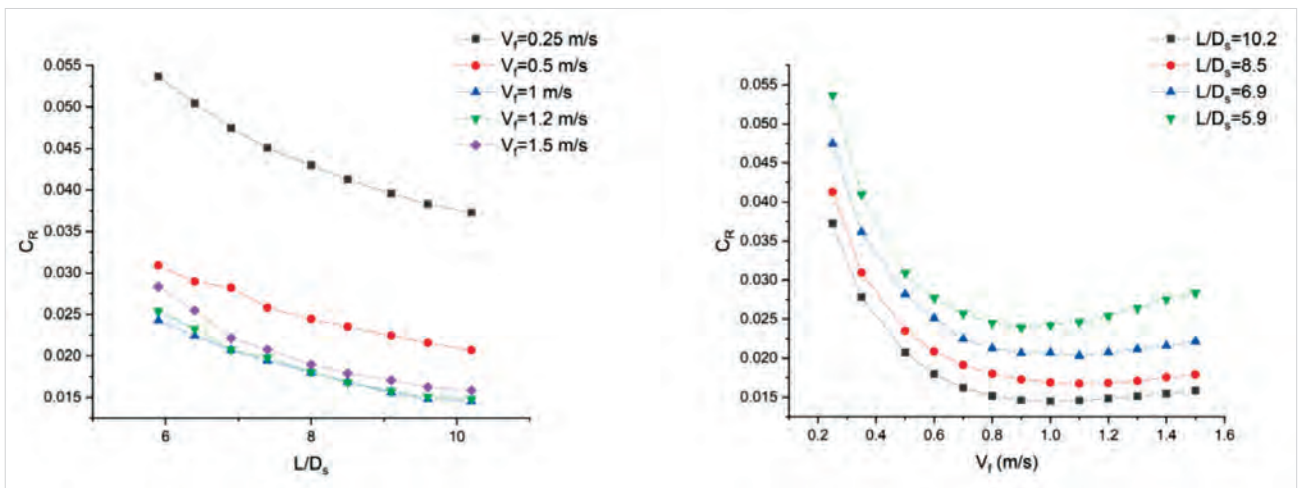 V_f=0.25 m/s
V_f=0.5 m/s
V_f=1 m/s
V_f=1.2 m/s
V_f=1.5 m/s
0.055
0.050
0.045
0.040
0.035
0.030
0.025
0.020
0.015
C_R
6
8
10
L/D_s
L/D_s=10.2
L/D_s=8.5
L/D_s=6.9
L/D_s=5.9
0.055
0.050
0.045
0.040
0.035
0.030
0.025
0.020
0.015
C_R
0.2
0.4
0.6
0.8
1.0
1.2
1.4
1.6
V_f (m/s)